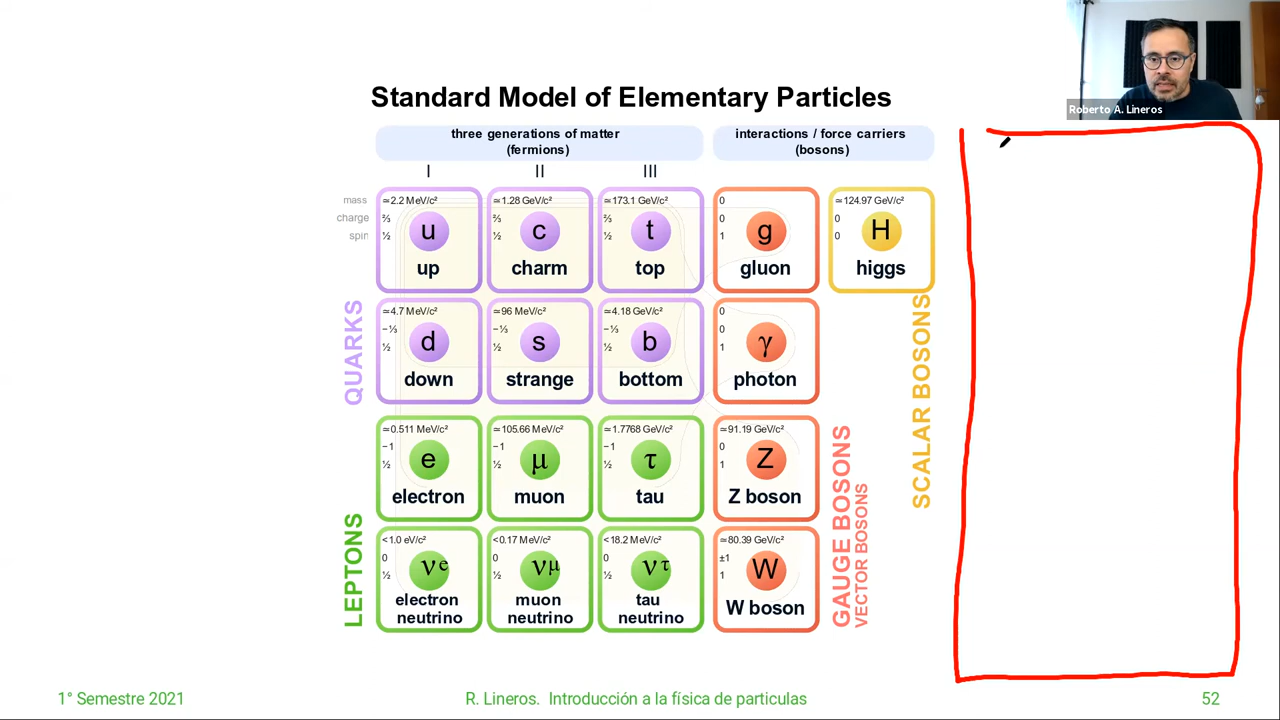 Roberto A. Lineros
Standard Model of Elementary Particles
three generations of matter
(fermions)
interactions / force carriers
(bosons)
I
II
III
mass
charge
spin
≃2.2 MeV/c²
⅔
½
u
up
≃1.28 GeV/c²
⅔
½
c
charm
≃173.1 GeV/c²
⅔
½
t
top
0
0
1
g
gluon
≃124.97 GeV/c²
0
0
H
higgs
QUARKS
≃4.7 MeV/c²
−⅓
½
d
down
≃96 MeV/c²
−⅓
½
s
strange
≃4.18 GeV/c²
−⅓
½
b
bottom
0
0
1
γ
photon
SCALAR BOSONS
LEPTONS
≃0.511 MeV/c²
−1
½
e
electron
≃105.66 MeV/c²
−1
½
μ
muon
≃1.7768 GeV/c²
−1
½
τ
tau
≃91.19 GeV/c²
0
1
Z
Z boson
GAUGE BOSONS
VECTOR BOSONS
<1.0 eV/c²
0
½
νe
electron
neutrino
<0.17 MeV/c²
0
½
νμ
muon
neutrino
<18.2 MeV/c²
0
½
ντ
tau
neutrino
≃80.39 GeV/c²
±1
1
W
W boson
1° Semestre 2021
R. Lineros. Introducción a la física de particulas
52